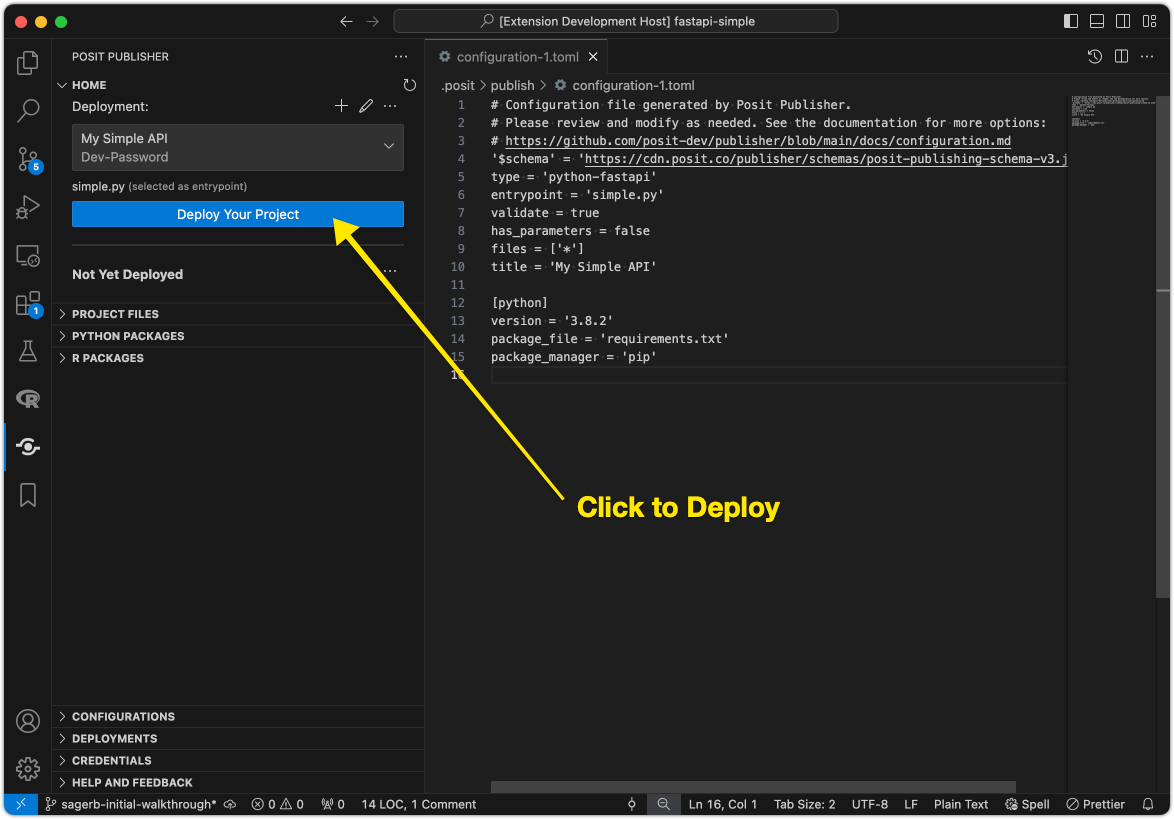 [Extension Development Host] fastapi-simple
POSIT PUBLISHER
HOME
Deployment:
My Simple API
Dev-Password
simple.py (selected as entrypoint)
Deploy Your Project
Not Yet Deployed
PROJECT FILES
PYTHON PACKAGES
R PACKAGES
5
1
R
CONFIGURATIONS
DEPLOYMENTS
CREDENTIALS
HELP AND FEEDBACK
configuration-1.toml
.posit > publish > configuration-1.toml
1 # Configuration file generated by Posit Publisher.
2 # Please review and modify as needed. See the documentation for more options:
3 # https://github.com/posit-dev/publisher/blob/main/docs/configuration.md
4 '$schema' = 'https://cdn.posit.co/publisher/schemas/posit-publishing-schema-v3.j
5 type = 'python-fastapi'
6 entrypoint = 'simple.py'
7 validate = true
8 has_parameters = false
9 files = ['*']
10 title = 'My Simple API'
11
12 [python]
13 version = '3.8.2'
14 package_file = 'requirements.txt'
15 package_manager = 'pip'
16
Click to Deploy
sagerb-initial-walkthrough* 0 0 0 14 LOC, 1 Comment Ln 16, Col 1 Tab Size: 2 UTF-8 LF Plain Text Spell Prettier